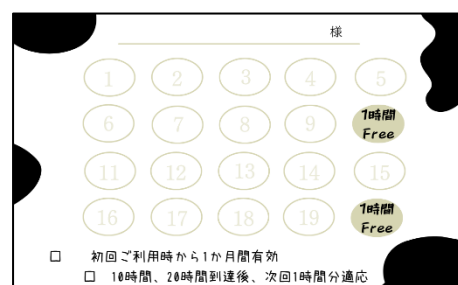 様
1 2 3 4 5
6 7 8 9 1時間 Free
11 12 13 14 15
16 17 18 19 1時間 Free
□ 初回ご利用時から1か月間有効
□ 10時間、20時間到達後、次回1時間分適応